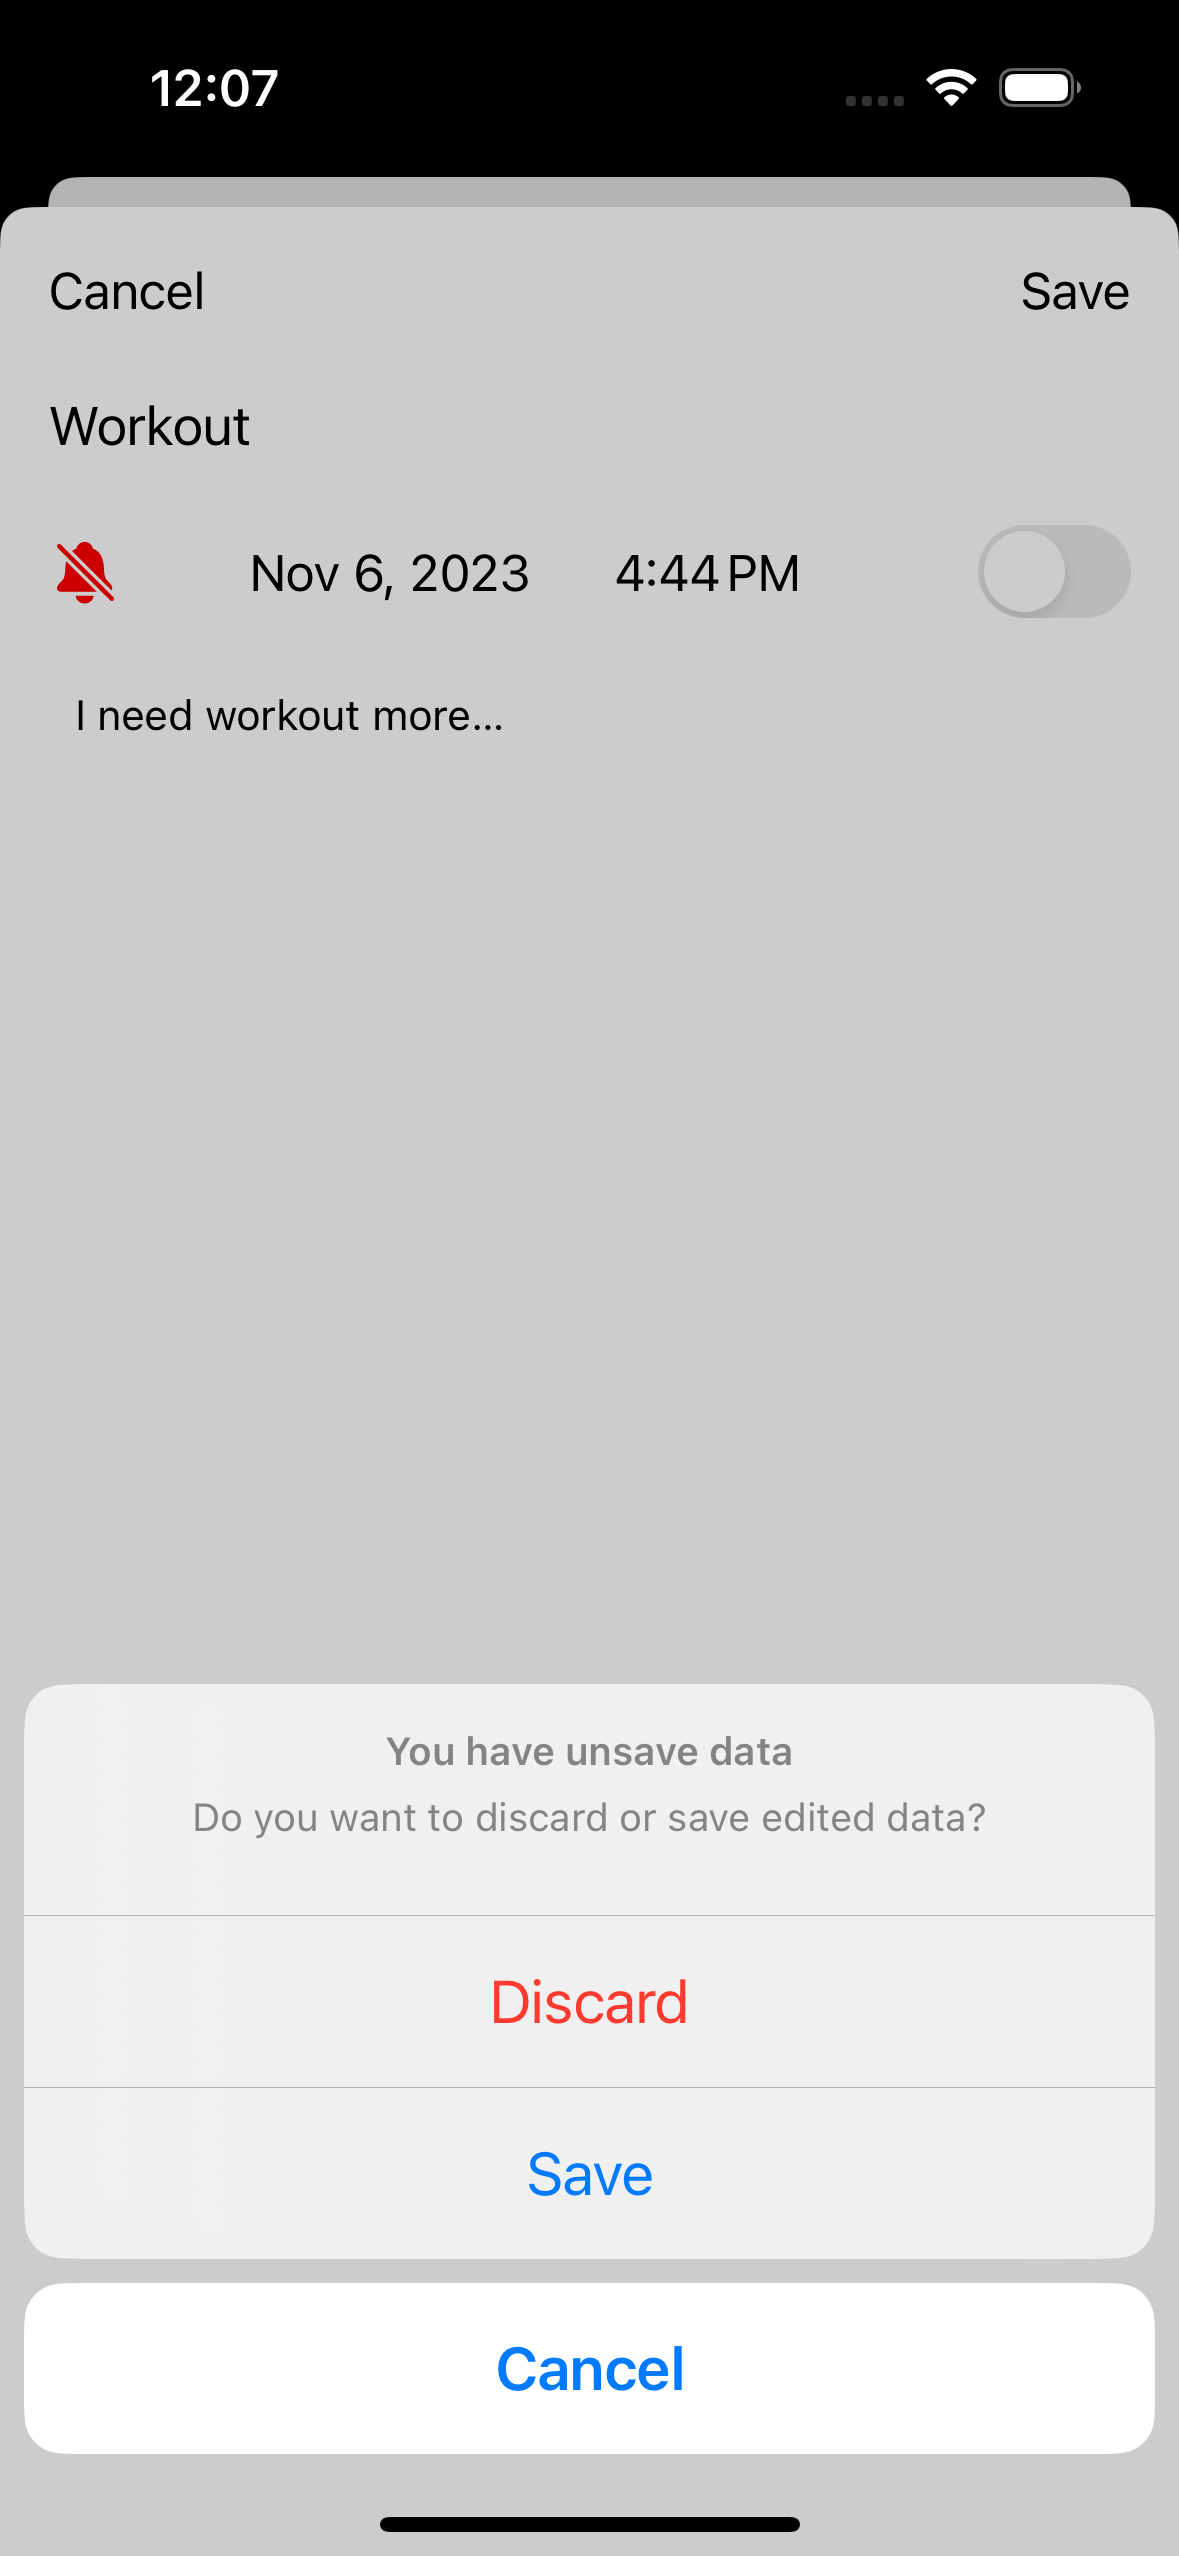 12:07
Cancel Save
Workout
Nov 6, 2023 4:44 PM
I need workout more...
You have unsave data
Do you want to discard or save edited data?
Discard
Save
Cancel